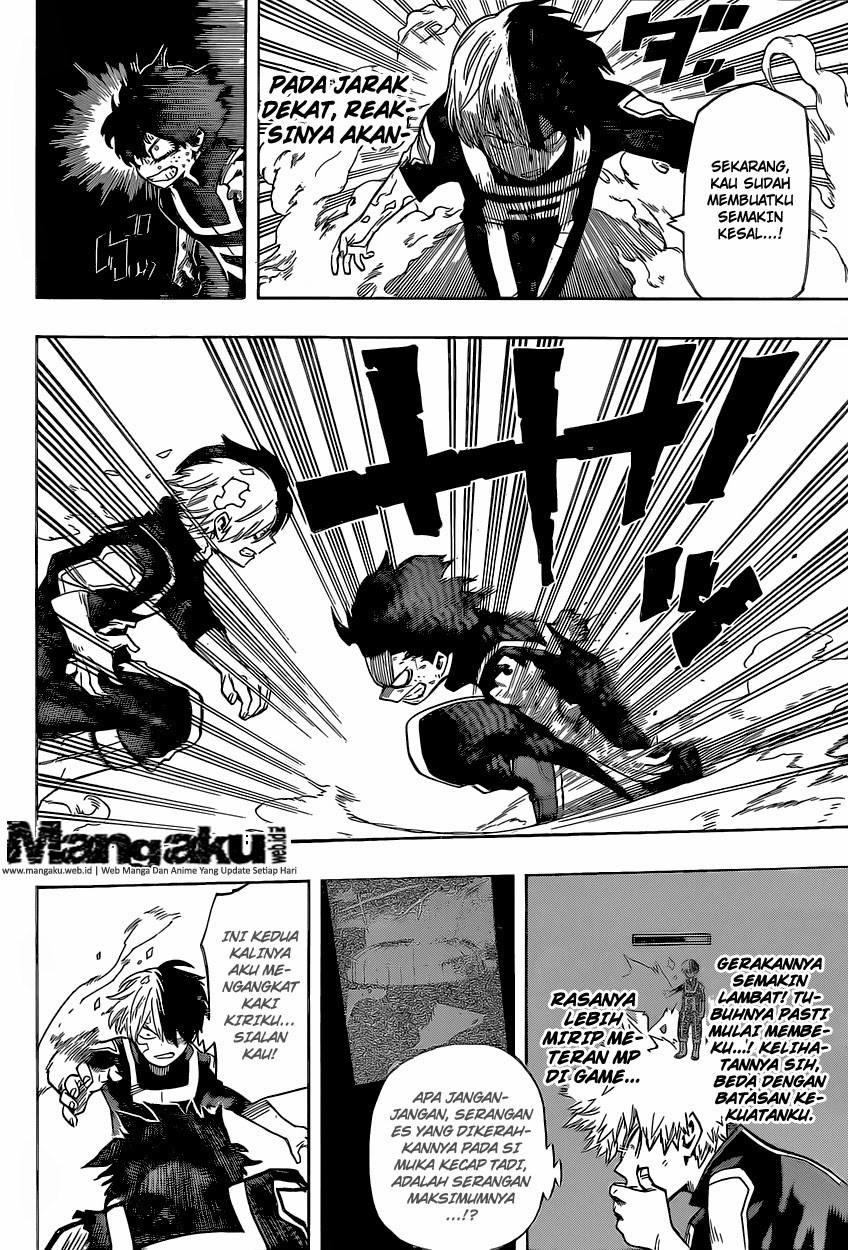 SEKARANG,
KAU SUDAH
MEMBUATKU
SEMAKIN
KESAL...!
ダッ
PADA JARAK
DEKAT, REAK-
SINYA AKAN-
Mangaku
web.id
www.mangaku.web.id | Web Manga Dan Anime Yang Update Setiap Hari
GERAKANNYA
SEMAKIN
LAMBAT! TU-
BUHNYA PASTI
MULAI MEMBE-
KU...! KELIHA-
TANNYA SIH,
BEDA DENGAN
BATASAN KE-
KUATANKU.
RASANYA
LEBIH
MIRIP ME-
TERAN MP
DI GAME...
APA JANGAN-
JANGAN, SERANGAN
ES YANG DIKERAH-
KANNYA PADA SI
MUKA KECAP TADI,
ADALAH SERANGAN
MAKSIMUMNYA
...!?
INI KEDUA
KALINYA
AKU ME-
NGANGKAT
KAKI
KIRIKU...
SIALAN
KAU!